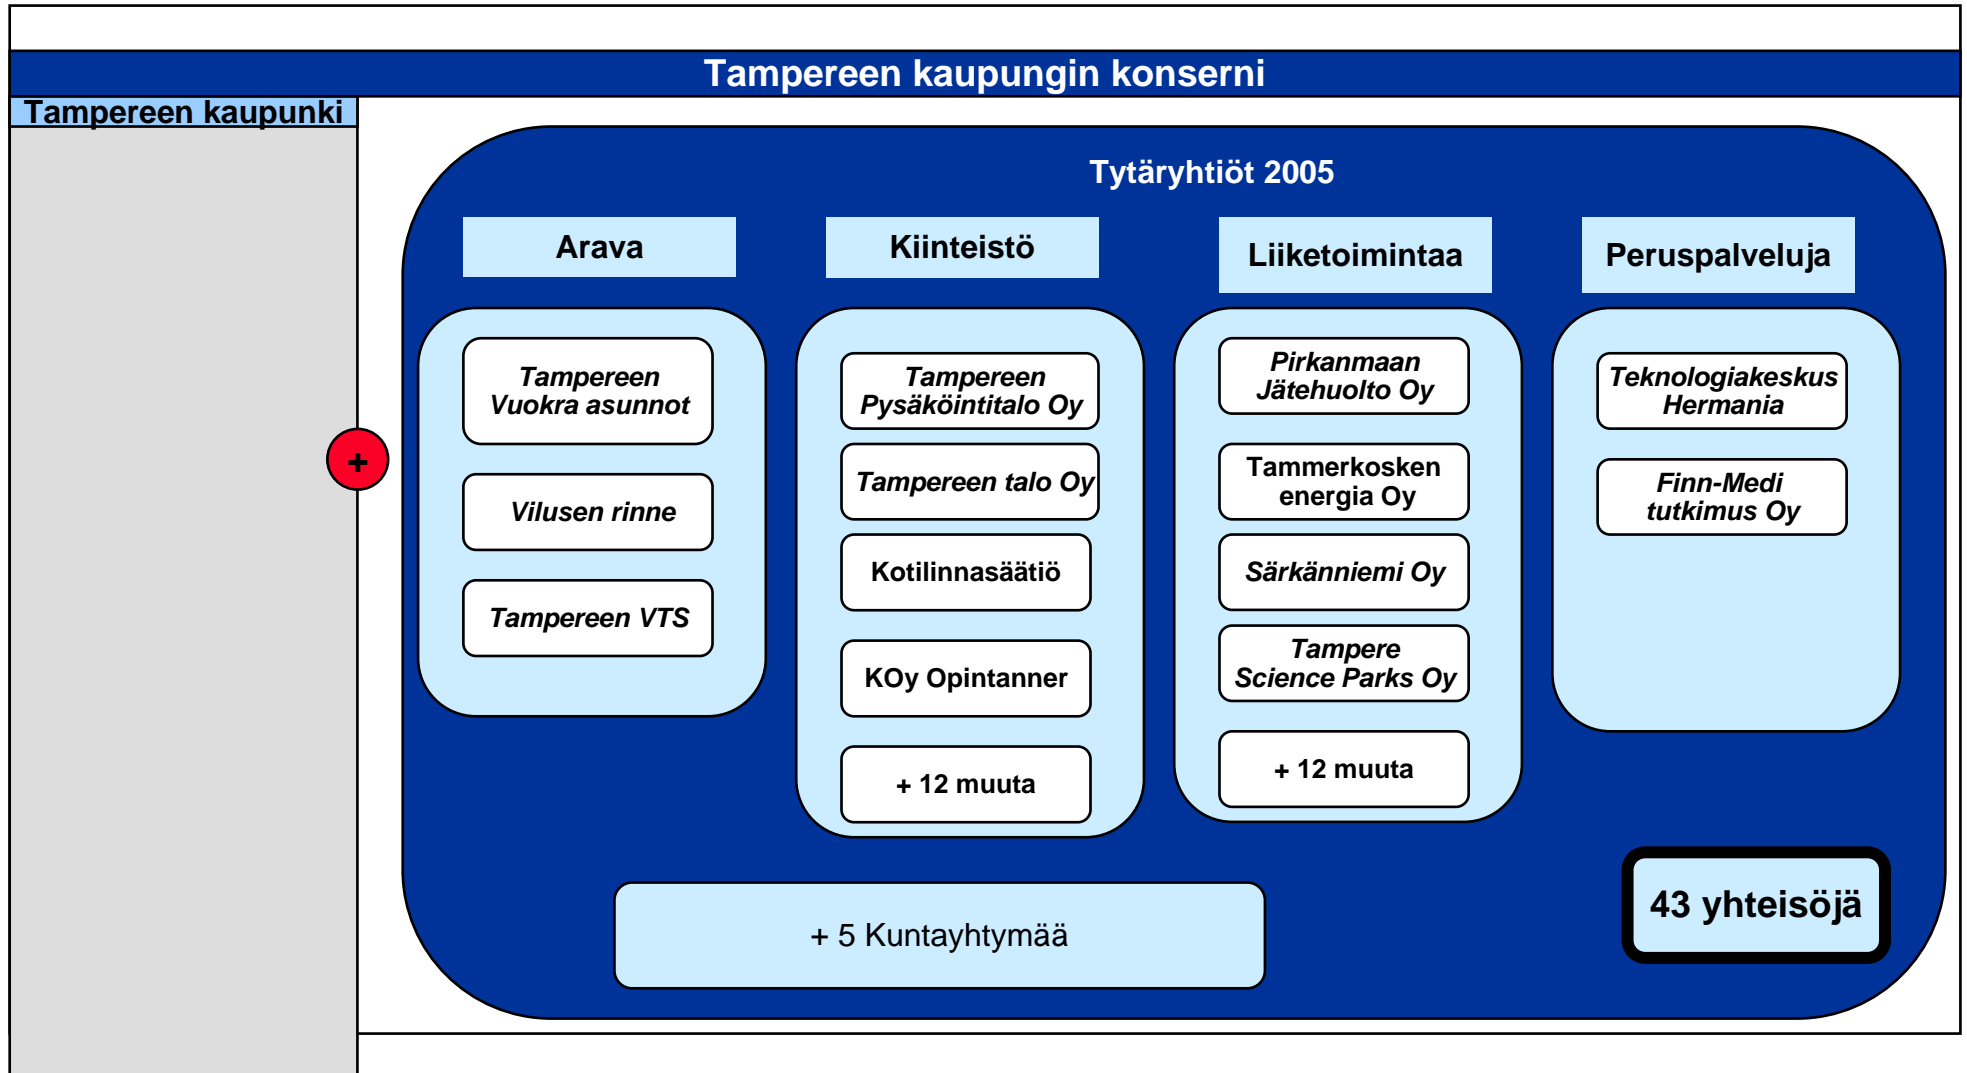 Tampereen kaupungin konserni
Tampereen kaupunki
Tytäryhtiöt 2005
Arava
Kiinteistö
Liiketoimintaa
Peruspalveluja
Tampereen
Vuokra asunnot
Vilusen rinne
Tampereen VTS
Tampereen
Pysäköintitalo Oy
Tampereen talo Oy
Kotilinnasäätiö
KOy Opintanner
+ 12 muuta
Pirkanmaan
Jätehuolto Oy
Tammerkosken
energia Oy
Särkänniemi Oy
Tampere
Science Parks Oy
+ 12 muuta
Teknologiakeskus
Hermania
Finn-Medi
tutkimus Oy
+
+ 5 Kuntayhtymää
43 yhteisöjä